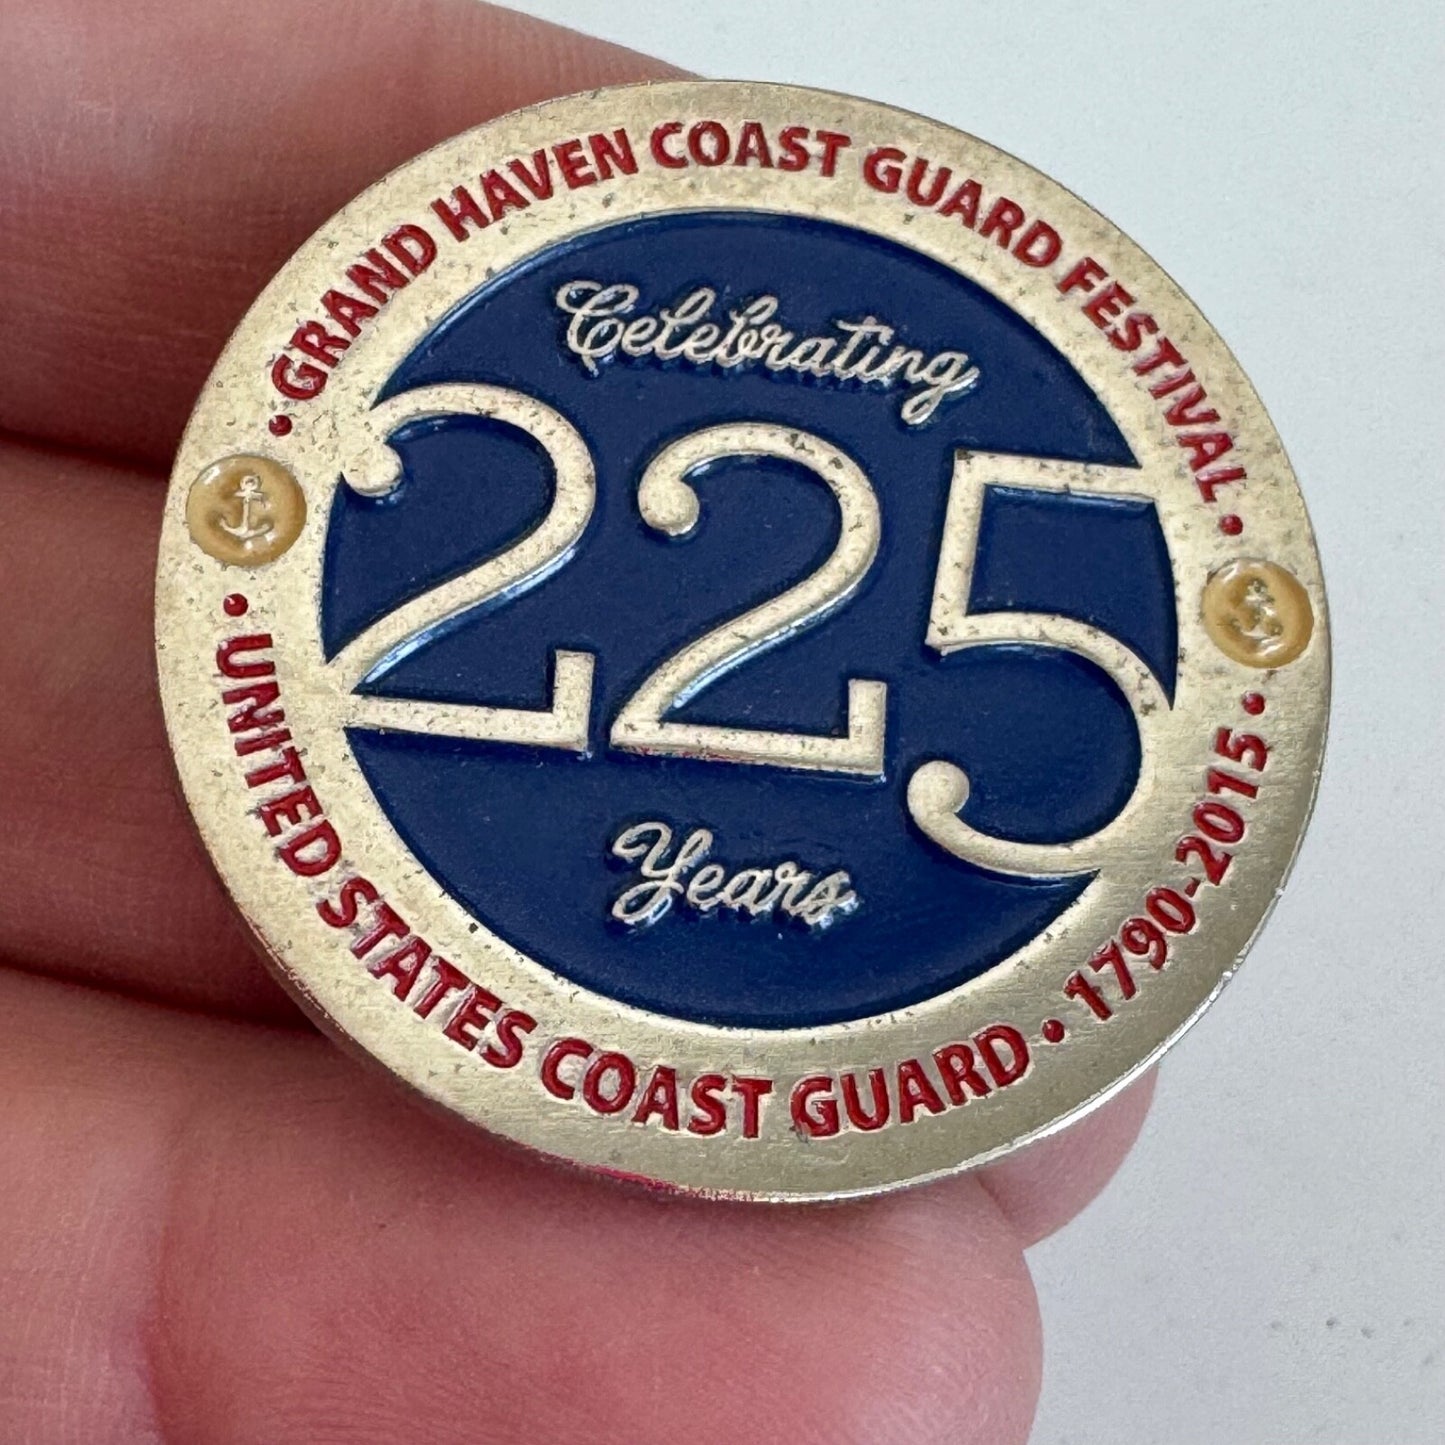 • GRAND HAVEN COAST GUARD FESTIVAL •
Celebrating
225
Years
• UNITED STATES COAST GUARD • 1790-2015 •